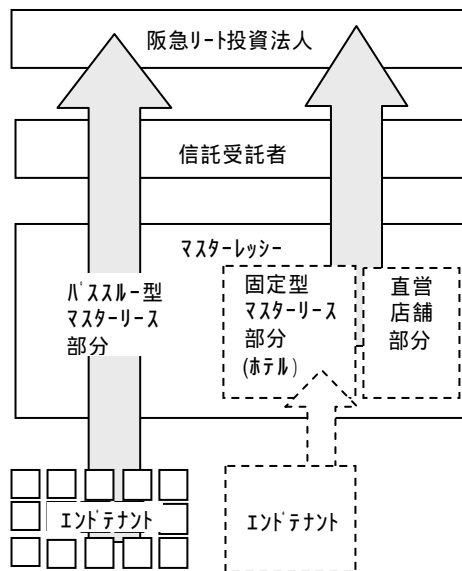 阪急リート投資法人
信託受託者
マスターレッシー
パススルー型
マスターリース
部分
固定型
マスターリース
部分
(ホテル)
直営
店舗
部分
エンドテナント
エンドテナント